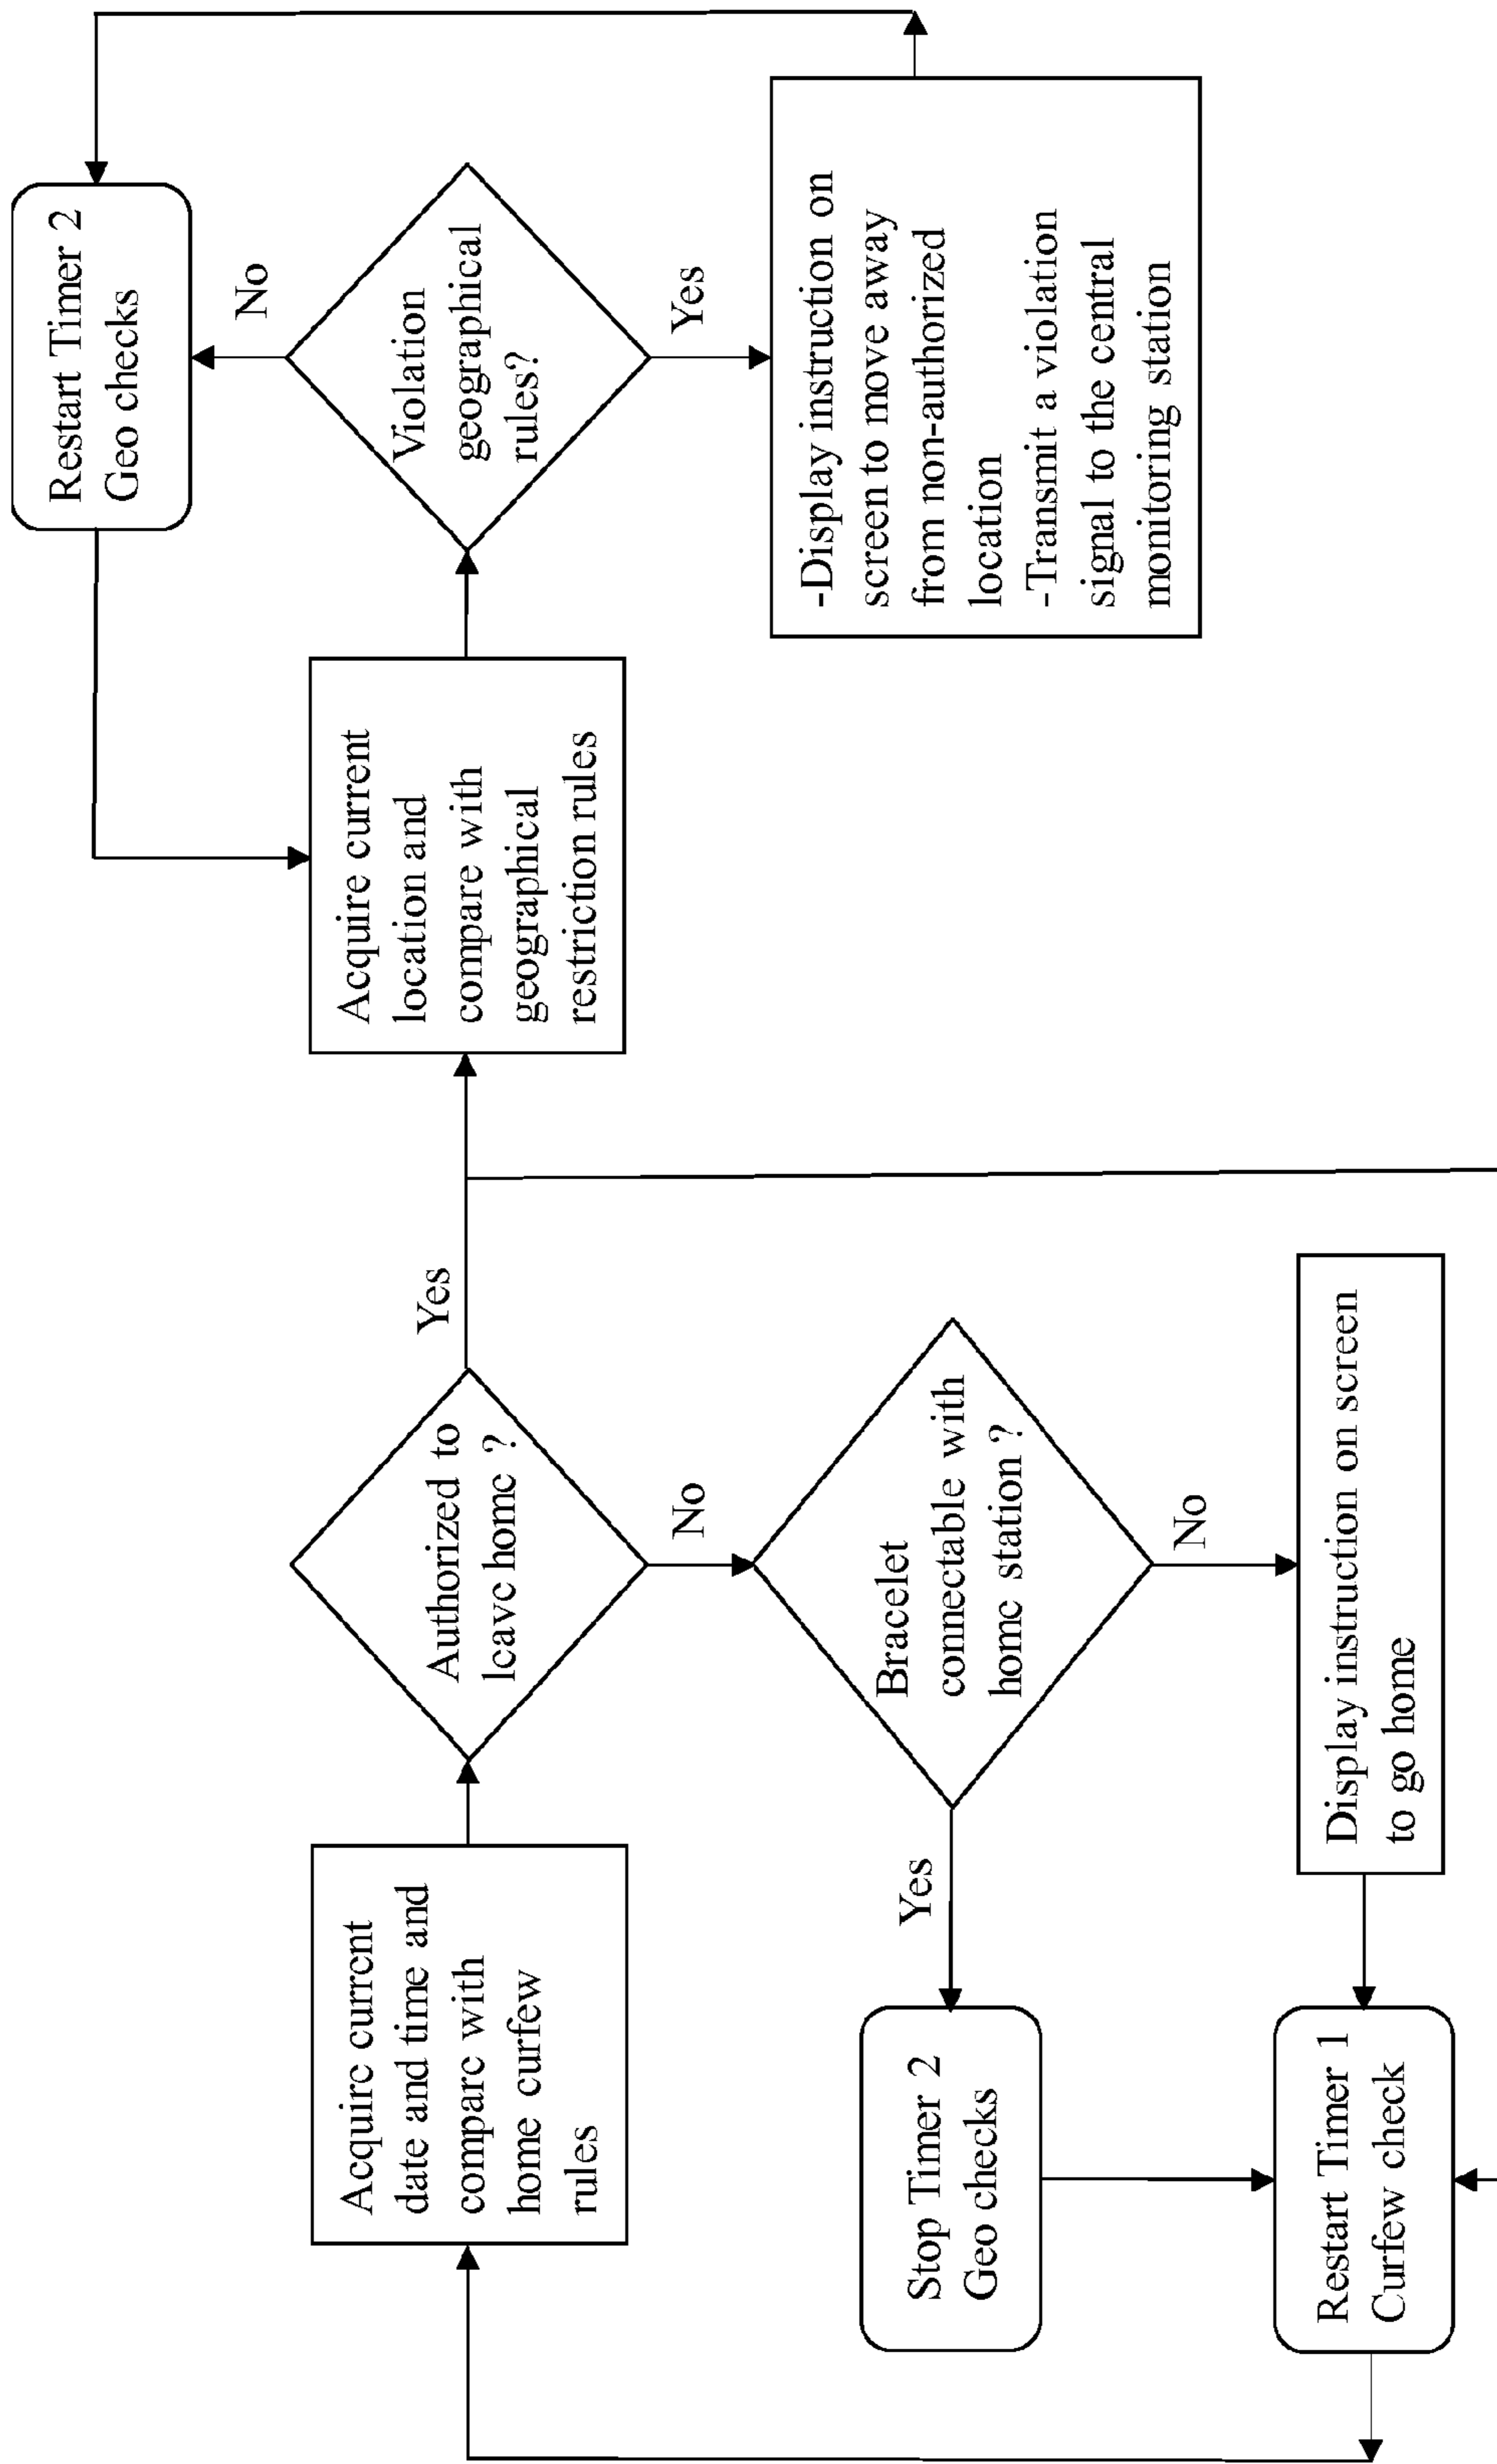 Restart Timer 2
Geo checks
No
Acquire current
date and time and
compare with
home curfew
rules
Authorized to
leave home ?
Yes
Acquire current
location and
compare with
geographical
restriction rules
Violation
geographical
rules?
No
Yes
Yes
Bracelet
connectable with
home station ?
Stop Timer 2
Geo checks
-Display instruction on
screen to move away
from non-authorized
location
-Transmit a violation
signal to the central
monitoring station
No
Restart Timer 1
Curfew check
Display instruction on screen
to go home